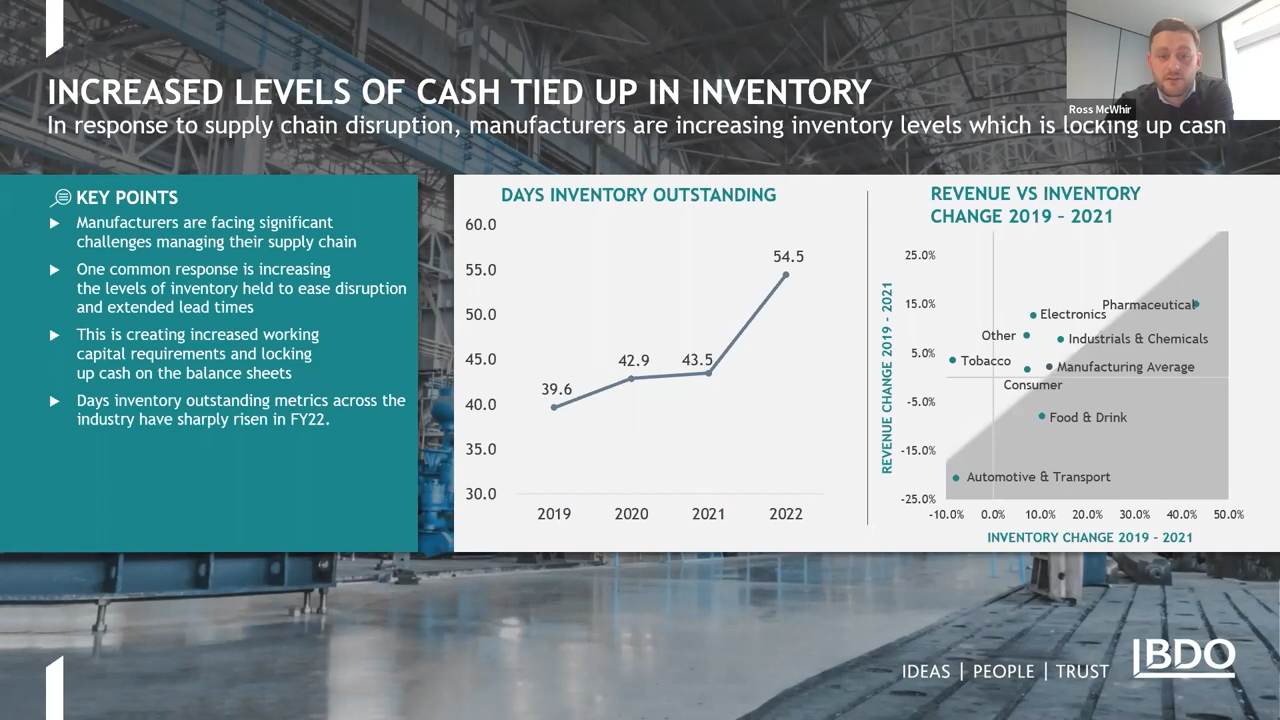 INCREASED LEVELS OF CASH TIED UP IN INVENTORY
In response to supply chain disruption, manufacturers are increasing inventory levels which is locking up cash
Ross McWhir
KEY POINTS
Manufacturers are facing significant
challenges managing their supply chain
One common response is increasing
the levels of inventory held to ease disruption
and extended lead times
This is creating increased working
capital requirements and locking
up cash on the balance sheets
Days inventory outstanding metrics across the
industry have sharply risen in FY22.
DAYS INVENTORY OUTSTANDING
60.0
55.0
50.0
45.0
40.0
35.0
30.0
39.6
42.9
43.5
54.5
2019 2020 2021 2022
REVENUE VS INVENTORY
CHANGE 2019 – 2021
REVENUE CHANGE 2019 - 2021
25.0%
15.0%
5.0%
-5.0%
-15.0%
-25.0%
Pharmaceutical
Electronics
Other
Industrials & Chemicals
Tobacco
Manufacturing Average
Consumer
Food & Drink
Automotive & Transport
-10.0% 0.0% 10.0% 20.0% 30.0% 40.0% 50.0%
INVENTORY CHANGE 2019 - 2021
IDEAS | PEOPLE | TRUST
BDO